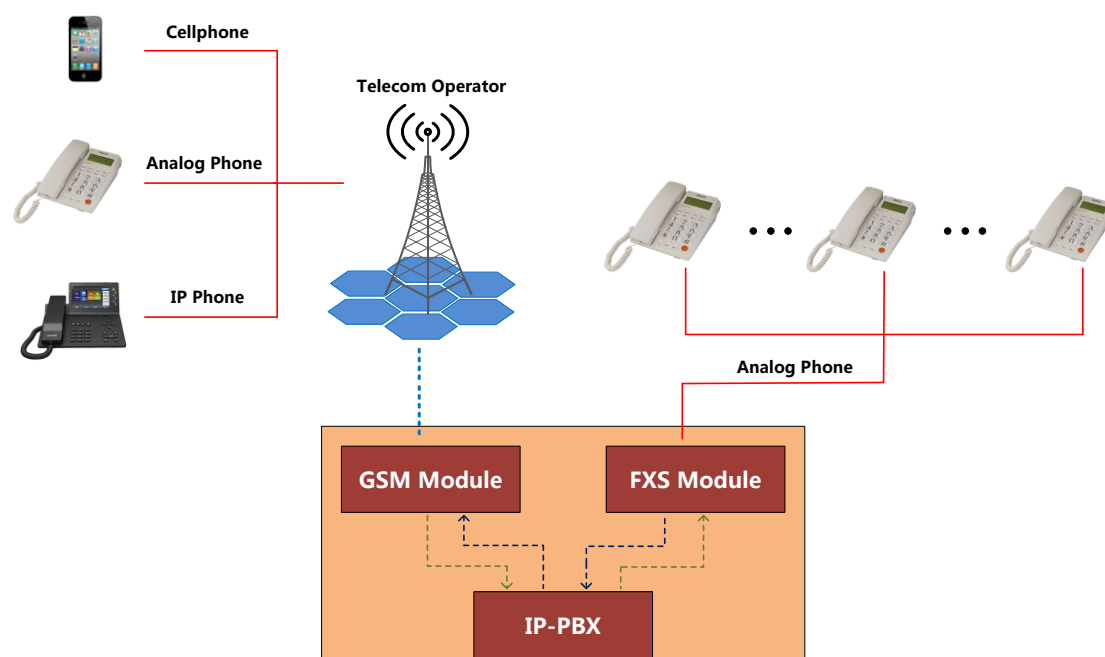 Cellphone
Telecom Operator
Analog Phone
IP Phone
Analog Phone
GSM Module
FXS Module
IP-PBX